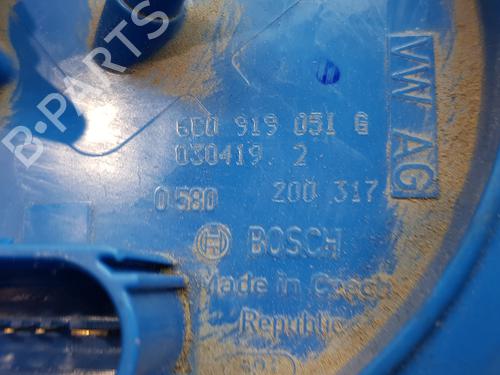 6C0 919 051 G
030419 2
0 580 200 317
BOSCH
Made in Czech
Republic
VW AG
B-PARTS